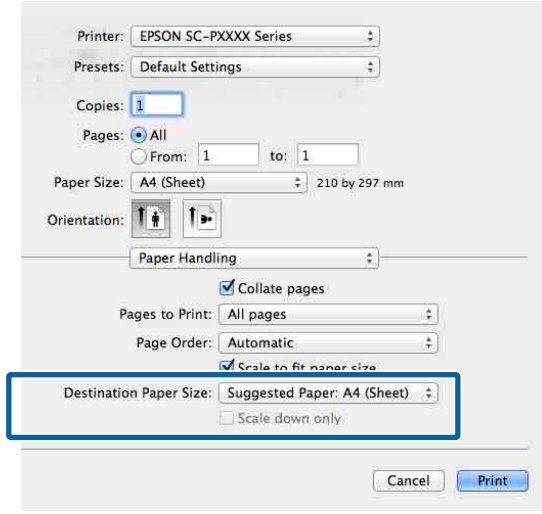 Printer: EPSON SC-PXXXX Series
Presets: Default Settings
Copies: 1
Pages: All
From: 1 to: 1
Paper Size: A4 (Sheet) 210 by 297 mm
Orientation:
Paper Handling
Collate pages
Pages to Print: All pages
Page Order: Automatic
Scale to fit paper size
Destination Paper Size: Suggested Paper: A4 (Sheet)
Scale down only
Cancel Print